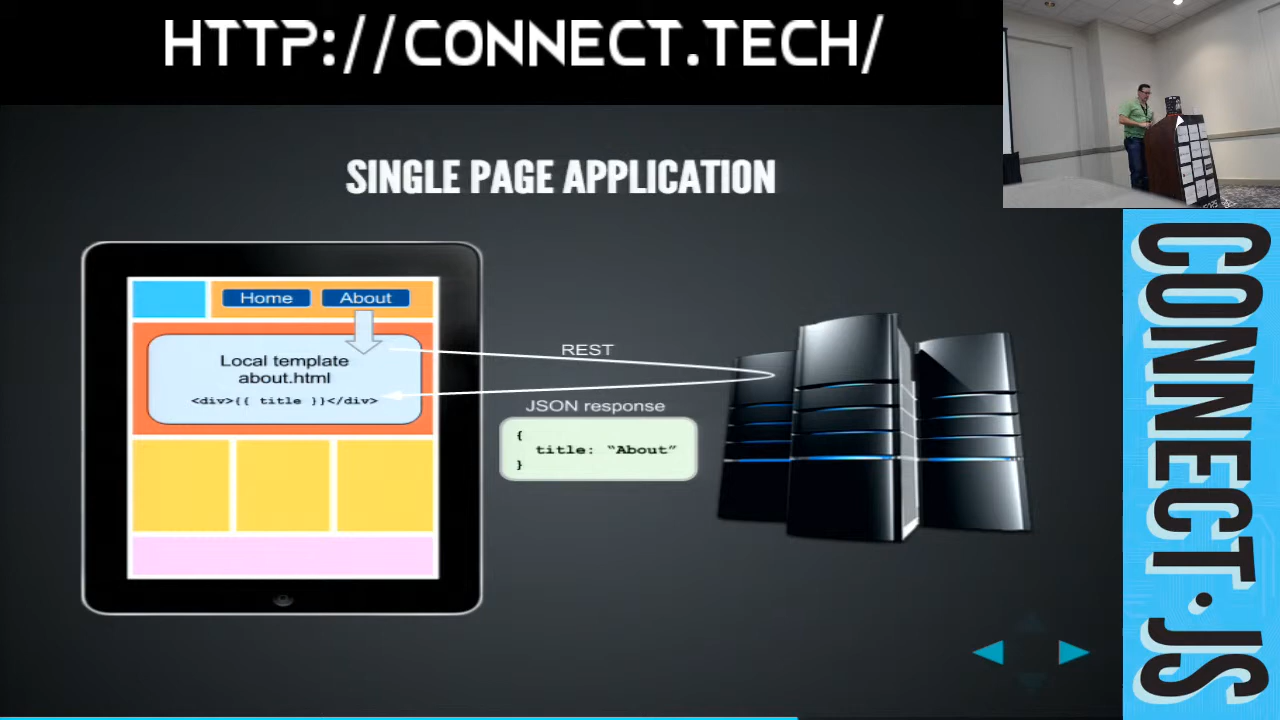 HTTP://CONNECT.TECH/
SINGLE PAGE APPLICATION
Home
About
Local template
about.html
<div>{{ title }}</div>
REST
JSON response
{
title: “About”
}
CONNECT.JS